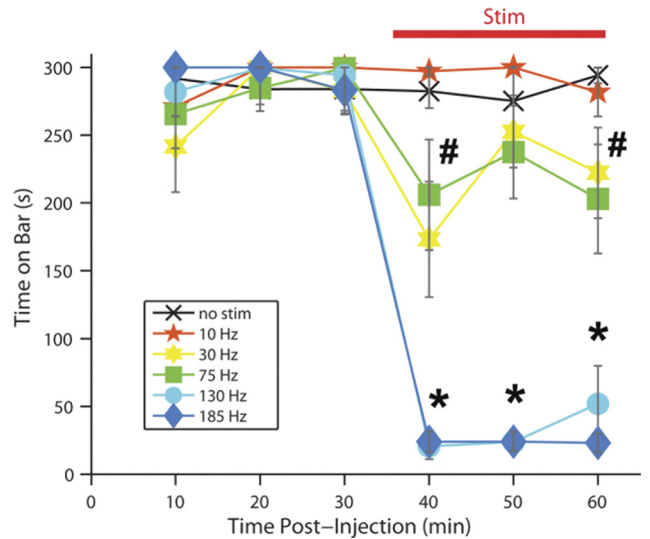 Stim
300
250
200
150
100
50
0
Time on Bar (s)
#
#
*
*
*
no stim
10 Hz
30 Hz
75 Hz
130 Hz
185 Hz
0 10 20 30 40 50 60
Time Post–Injection (min)